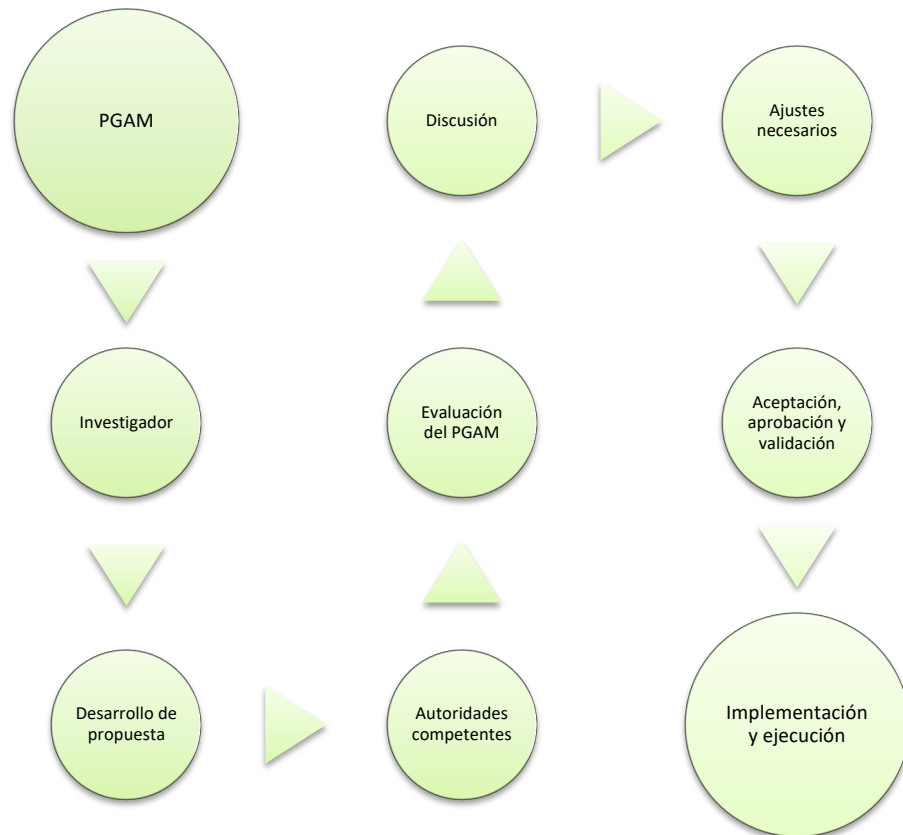 PGAM
Investigador
Desarrollo de
propuesta
Autoridades
competentes
Evaluación
del PGAM
Discusión
Ajustes
necesarios
Aceptación,
aprobación y
validación
Implementación
y ejecución